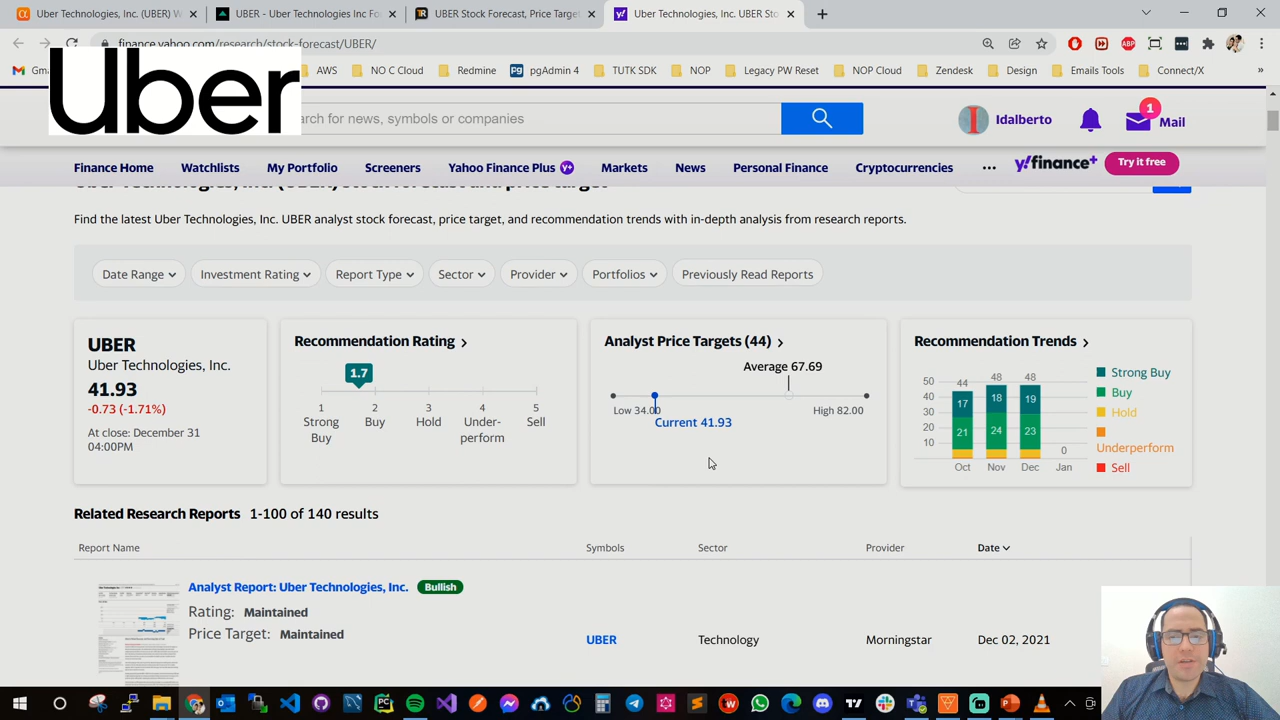 Uber Technologies, Inc. (UBER) W
UBER - Uber Technologies Inc Fo
UBER Stock Forecast, Price Target
Uber Technologies, Inc. UBER Sto
finance.yahoo.com/research/stock-forecast/UBER/
AWS
NO C Cloud
Redmine
pgAdmin 4
TUTK SDK
NOP
Legacy PW Reset
NOP Cloud
Zendesk
Design
Emails Tools
Connect/X
Uber
arch for news, symbols or companies
Idalberto
1
Mail
Finance Home
Watchlists
My Portfolio
Screeners
Yahoo Finance Plus
Markets
News
Personal Finance
Cryptocurrencies
...
y!finance+
Try it free
Uber Technologies, Inc. (UBER) stock forecast and price target
Find the latest Uber Technologies, Inc. UBER analyst stock forecast, price target, and recommendation trends with in-depth analysis from research reports.
Date Range
Investment Rating
Report Type
Sector
Provider
Portfolios
Previously Read Reports
UBER
Uber Technologies, Inc.
41.93
-0.73 (-1.71%)
At close: December 31
04:00PM
Recommendation Rating
1.7
1
2
3
4
5
Strong
Buy
Buy
Hold
Under-
perform
Sell
Analyst Price Targets (44)
Average 67.69
Low 34.00
High 82.00
Current 41.93
Recommendation Trends
50
40
30
20
10
44
48
48
17
18
19
21
24
23
0
Oct
Nov
Dec
Jan
Strong Buy
Buy
Hold
Underperform
Sell
Related Research Reports 1-100 of 140 results
Report Name
Symbols
Sector
Provider
Date
Analyst Report: Uber Technologies, Inc.
Bullish
Rating: Maintained
Price Target: Maintained
UBER
Technology
Morningstar
Dec 02, 2021